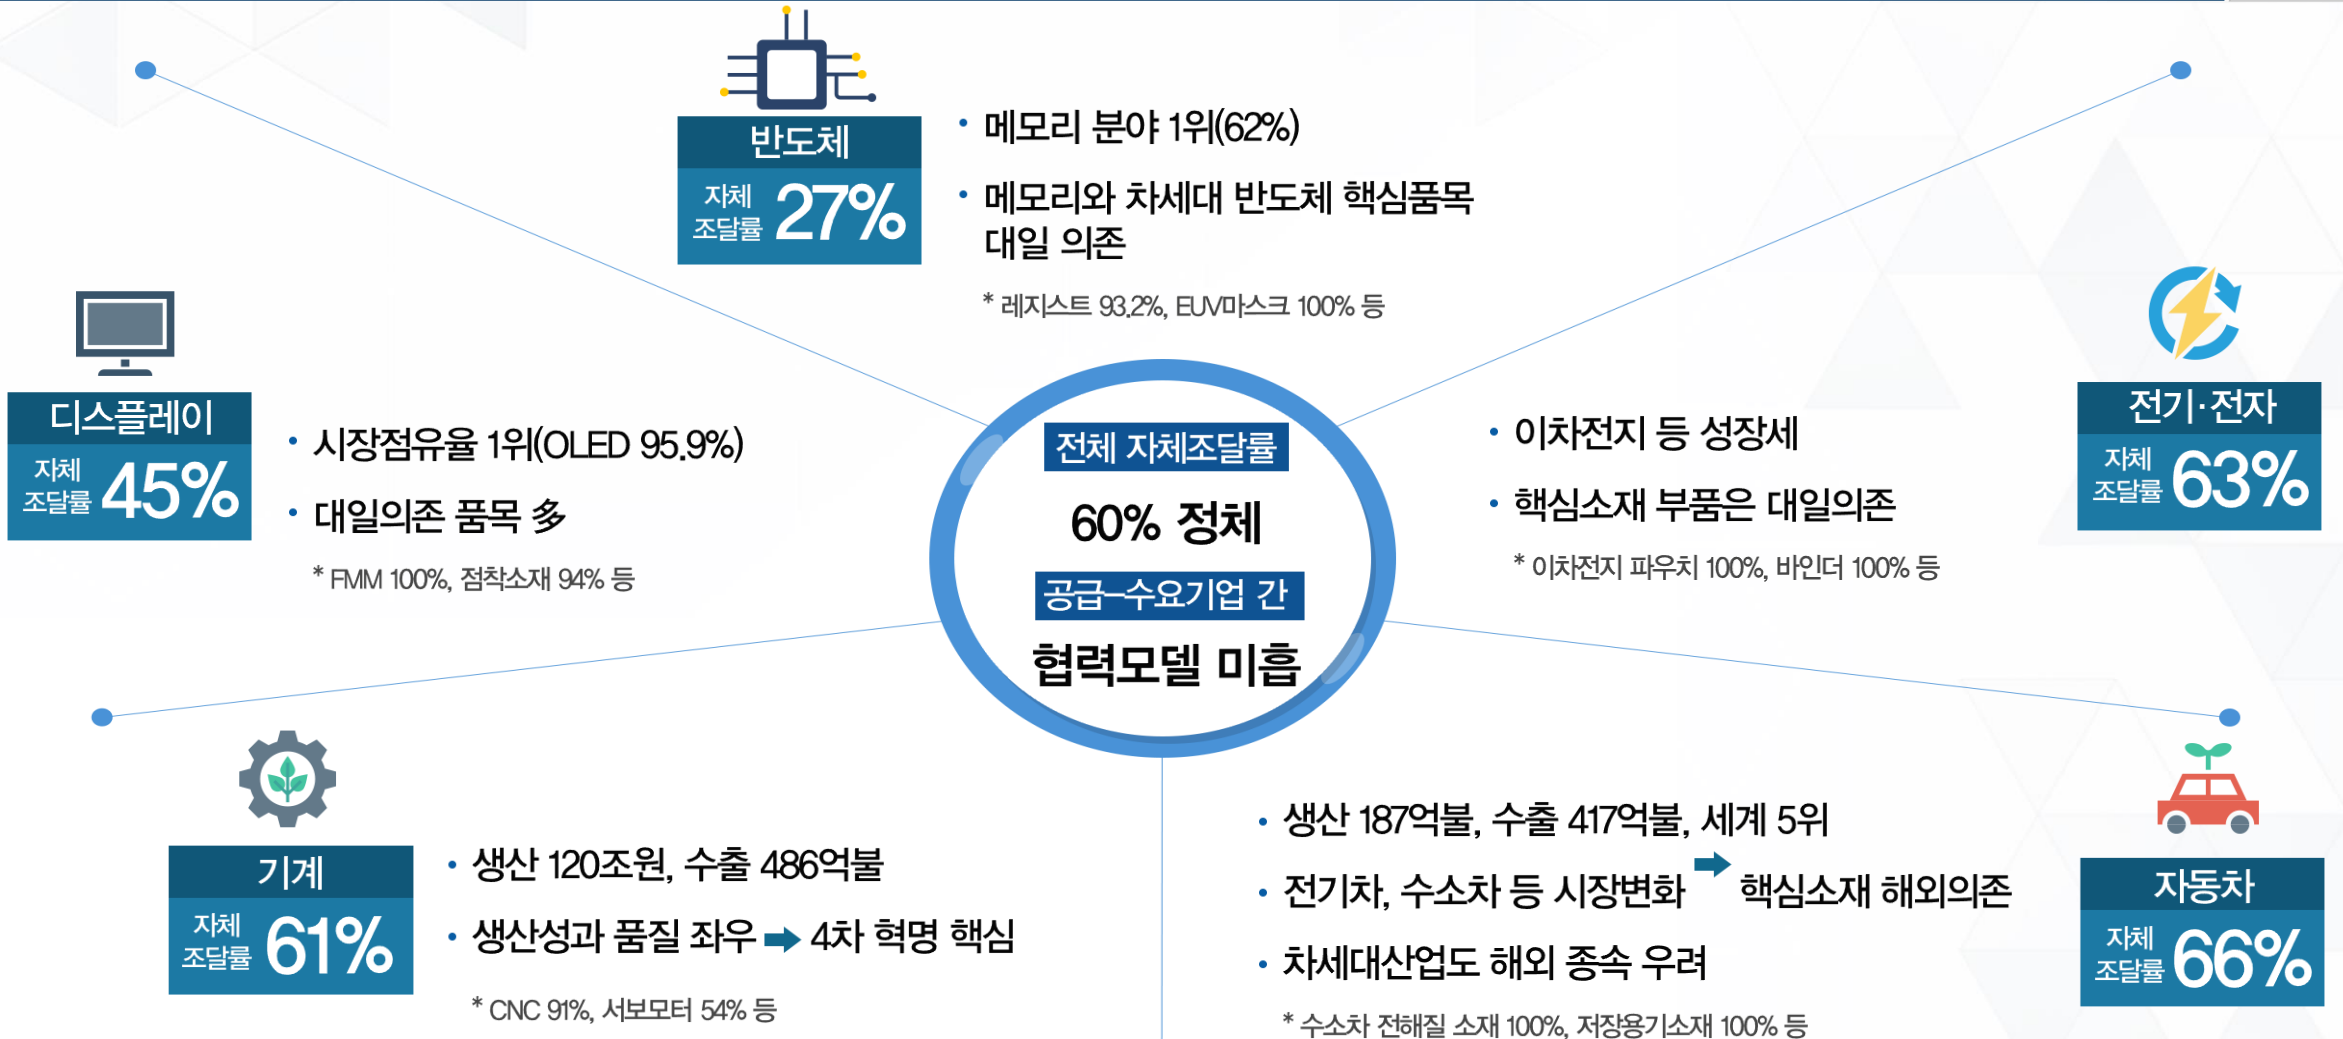 반도체
자체
조달률
27%
• 메모리 분야 1위(62%)
• 메모리와 차세대 반도체 핵심품목
대일 의존
* 레지스트 93.2%, EUV마스크 100% 등
디스플레이
자체
조달률
45%
• 시장점유율 1위(OLED 95.9%)
• 대일의존 품목 多
* FMM 100%, 점착소재 94% 등
전체 자체조달률
60% 정체
공급-수요기업 간
협력모델 미흡
• 이차전지 등 성장세
• 핵심소재 부품은 대일의존
* 이차전지 파우치 100%, 바인더 100% 등
전기·전자
자체
조달률
63%
기계
자체
조달률
61%
• 생산 120조원, 수출 486억불
• 생산성과 품질 좌우 ➡ 4차 혁명 핵심
* CNC 91%, 서보모터 54% 등
• 생산 187억불, 수출 417억불, 세계 5위
• 전기차, 수소차 등 시장변화 ➡ 핵심소재 해외의존
• 차세대산업도 해외 종속 우려
* 수소차 전해질 소재 100%, 저장용기소재 100% 등
자동차
자체
조달률
66%